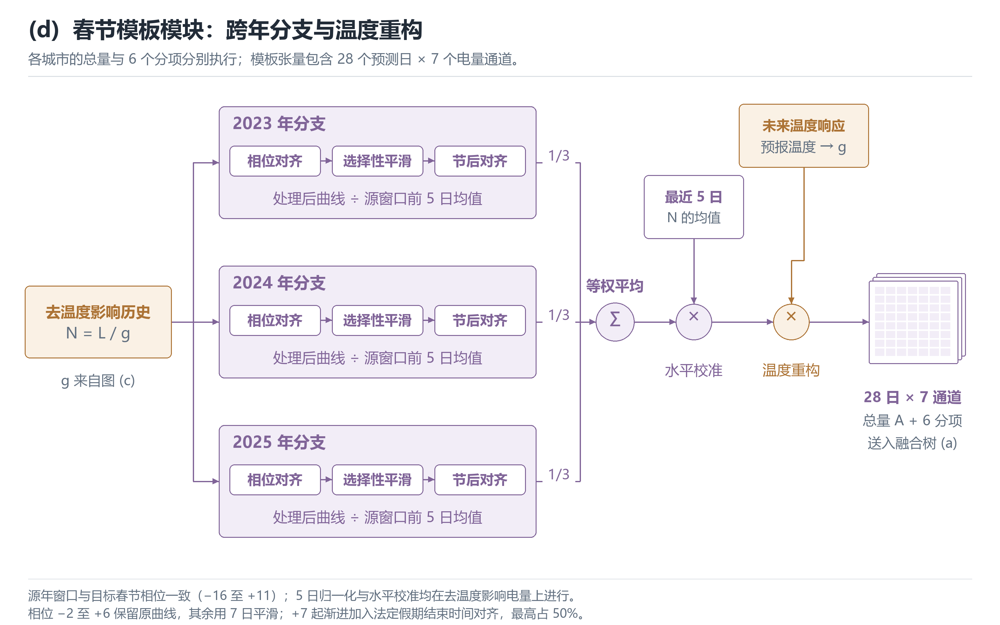 (d) 春节模板模块：跨年分支与温度重构
各城市的总量与 6 个分项分别执行；模板张量包含 28 个预测日 × 7 个电量通道。
2023 年分支
相位对齐
选择性平滑
节后对齐
处理后曲线 ÷ 源窗口前 5 日均值
1/3
未来温度响应
预报温度 → g
最近 5 日
N 的均值
2024 年分支
相位对齐
选择性平滑
节后对齐
处理后曲线 ÷ 源窗口前 5 日均值
1/3
去温度影响历史
N = L / g
g 来自图 (c)
等权平均
Σ
×
×
水平校准
温度重构
28 日 × 7 通道
总量 A + 6 分项
送入融合树 (a)
2025 年分支
相位对齐
选择性平滑
节后对齐
处理后曲线 ÷ 源窗口前 5 日均值
1/3
源年窗口与目标春节相位一致（−16 至 +11）；5 日归一化与水平校准均在去温度影响电量上进行。
相位 −2 至 +6 保留原曲线，其余用 7 日平滑；+7 起渐进加入法定假期结束时间对齐，最高占 50%。